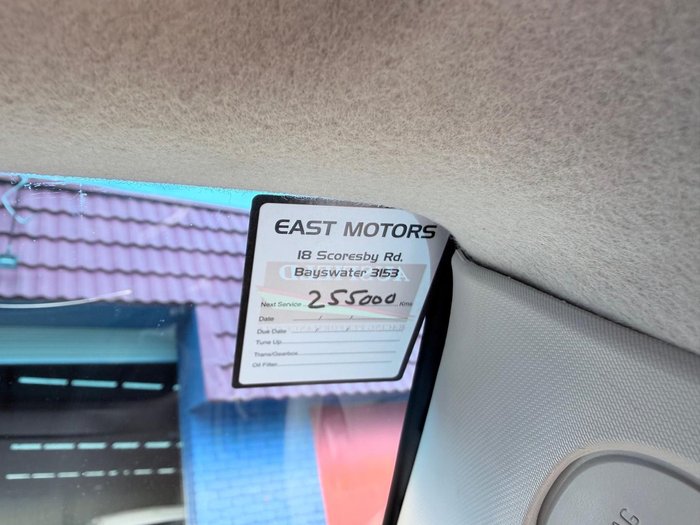 EAST MOTORS
18 Scoresby Rd.
Bayswater 3153
Next Service 255000 Kms
Date / /
Due Date
Tune Up
Trans/Gearbox
Oil Filter
G